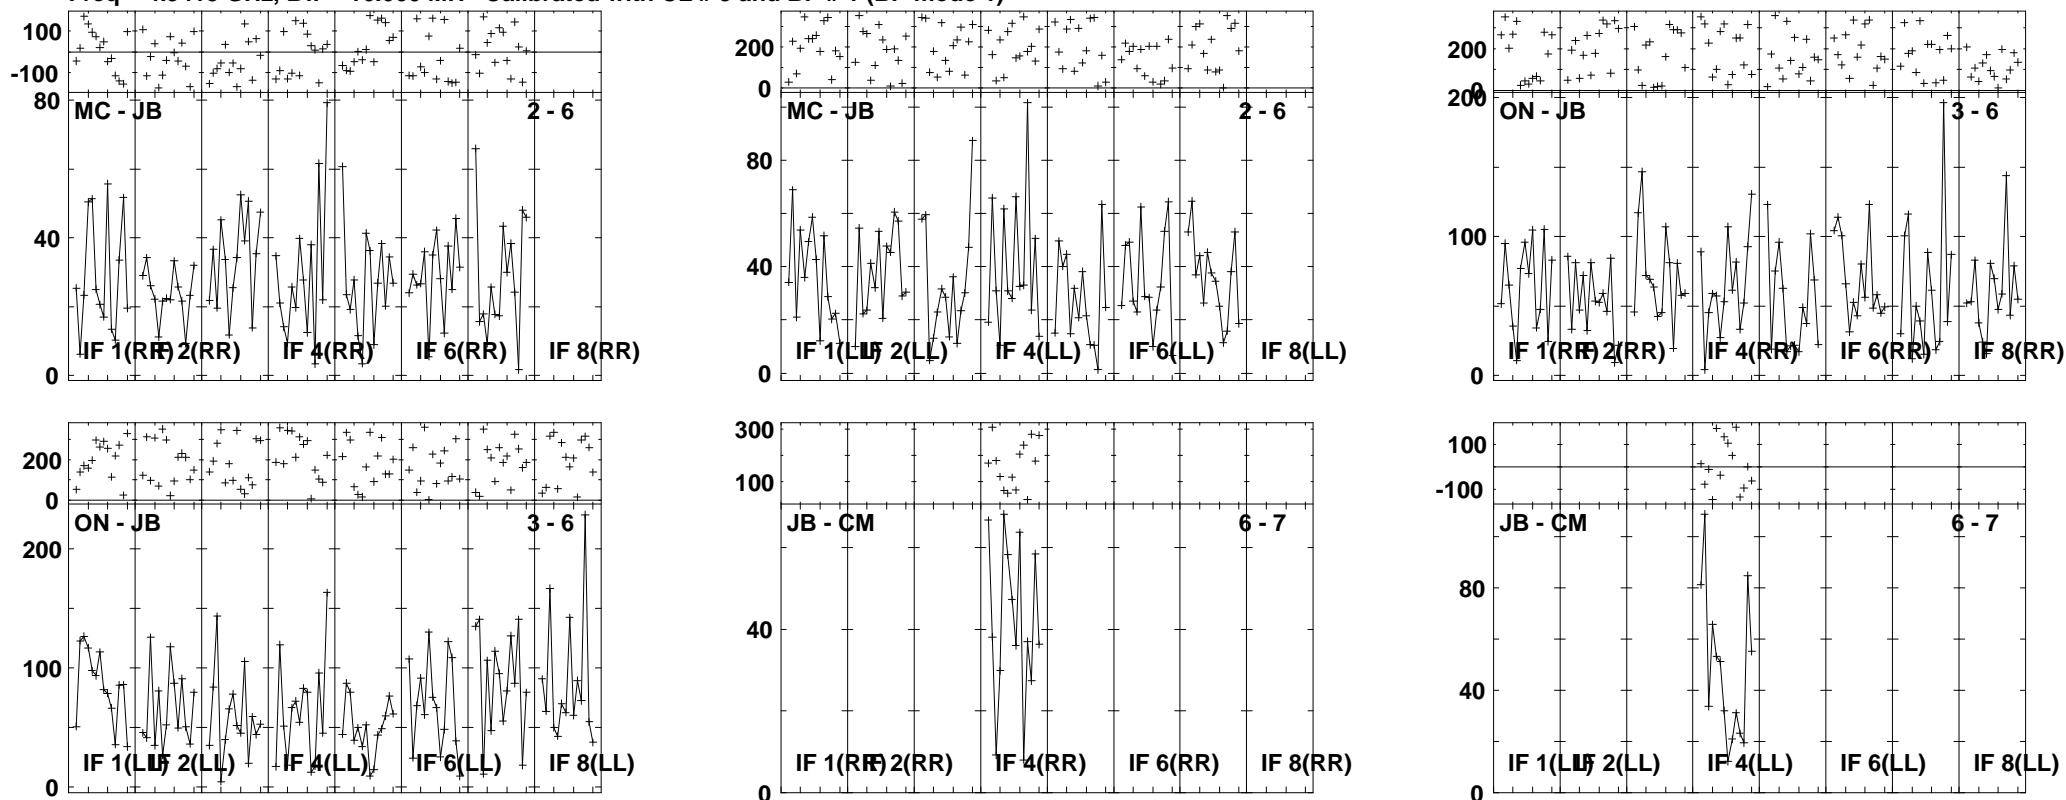 100
-100
80
40
0
MC - JB
2 - 6
IF 1(RR)
IF 2(RR)
IF 4(RR)
IF 6(RR)
IF 8(RR)
200
0
80
40
0
MC - JB
2 - 6
IF 1(LL)
IF 2(LL)
IF 4(LL)
IF 6(LL)
IF 8(LL)
200
0
200
100
0
ON - JB
3 - 6
IF 1(RR)
IF 2(RR)
IF 4(RR)
IF 6(RR)
IF 8(RR)
200
0
200
100
0
ON - JB
3 - 6
IF 1(LL)
IF 2(LL)
IF 4(LL)
IF 6(LL)
IF 8(LL)
300
100
40
0
JB - CM
6 - 7
IF 1(RR)
IF 2(RR)
IF 4(RR)
IF 6(RR)
IF 8(RR)
100
-100
80
40
0
JB - CM
6 - 7
IF 1(LL)
IF 2(LL)
IF 4(LL)
IF 6(LL)
IF 8(LL)